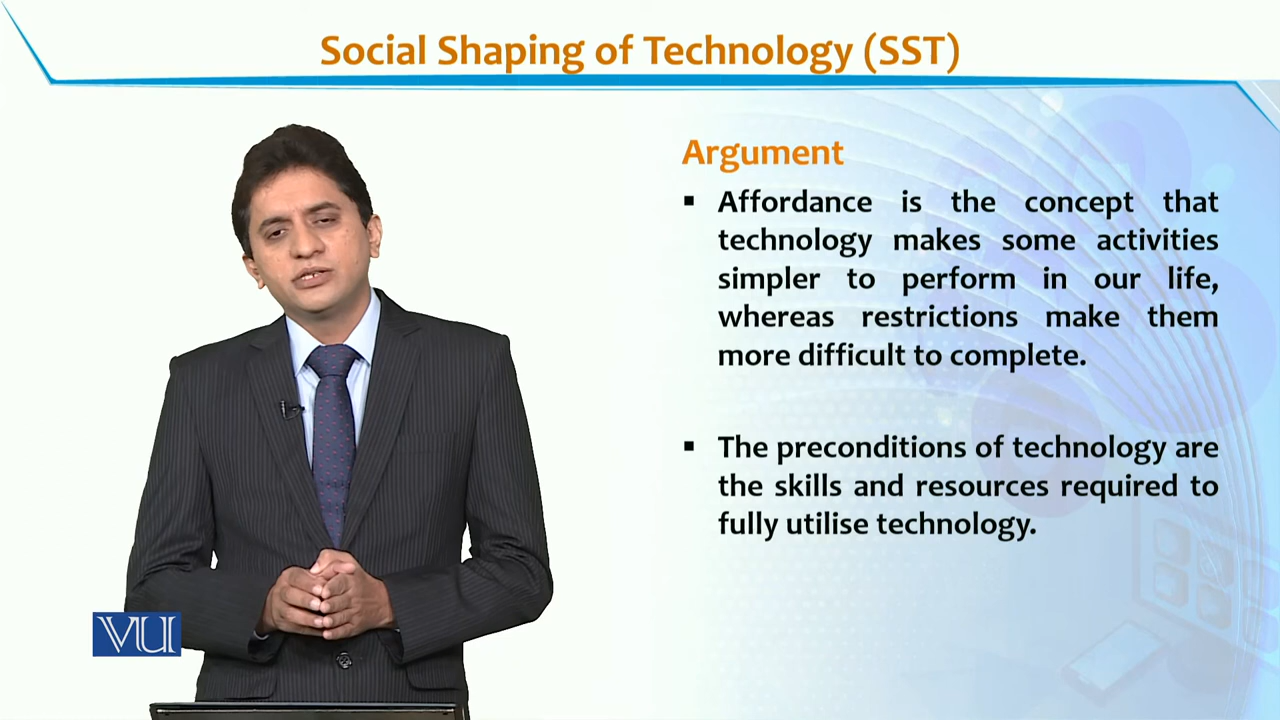 Social Shaping of Technology (SST)
Argument
▪ Affordance is the concept that
technology makes some activities
simpler to perform in our life,
whereas restrictions make them
more difficult to complete.
▪ The preconditions of technology are
the skills and resources required to
fully utilise technology.
VU